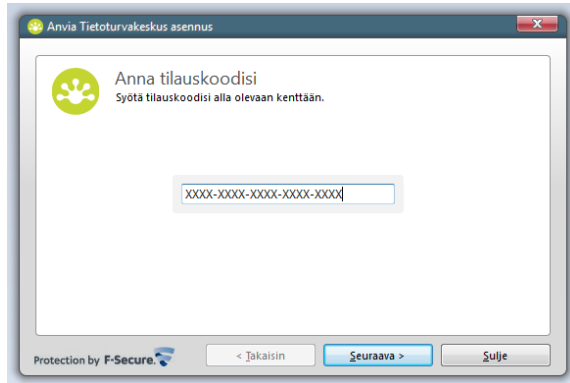 Anvia Tietoturvakeskus asennus
Anna tilauskoodisi
Syötä tilauskoodisi alla olevaan kenttään.
XXXX-XXXX-XXXX-XXXX-XXXX
Protection by F-Secure.
< Takaisin
Seuraava >
Sulje